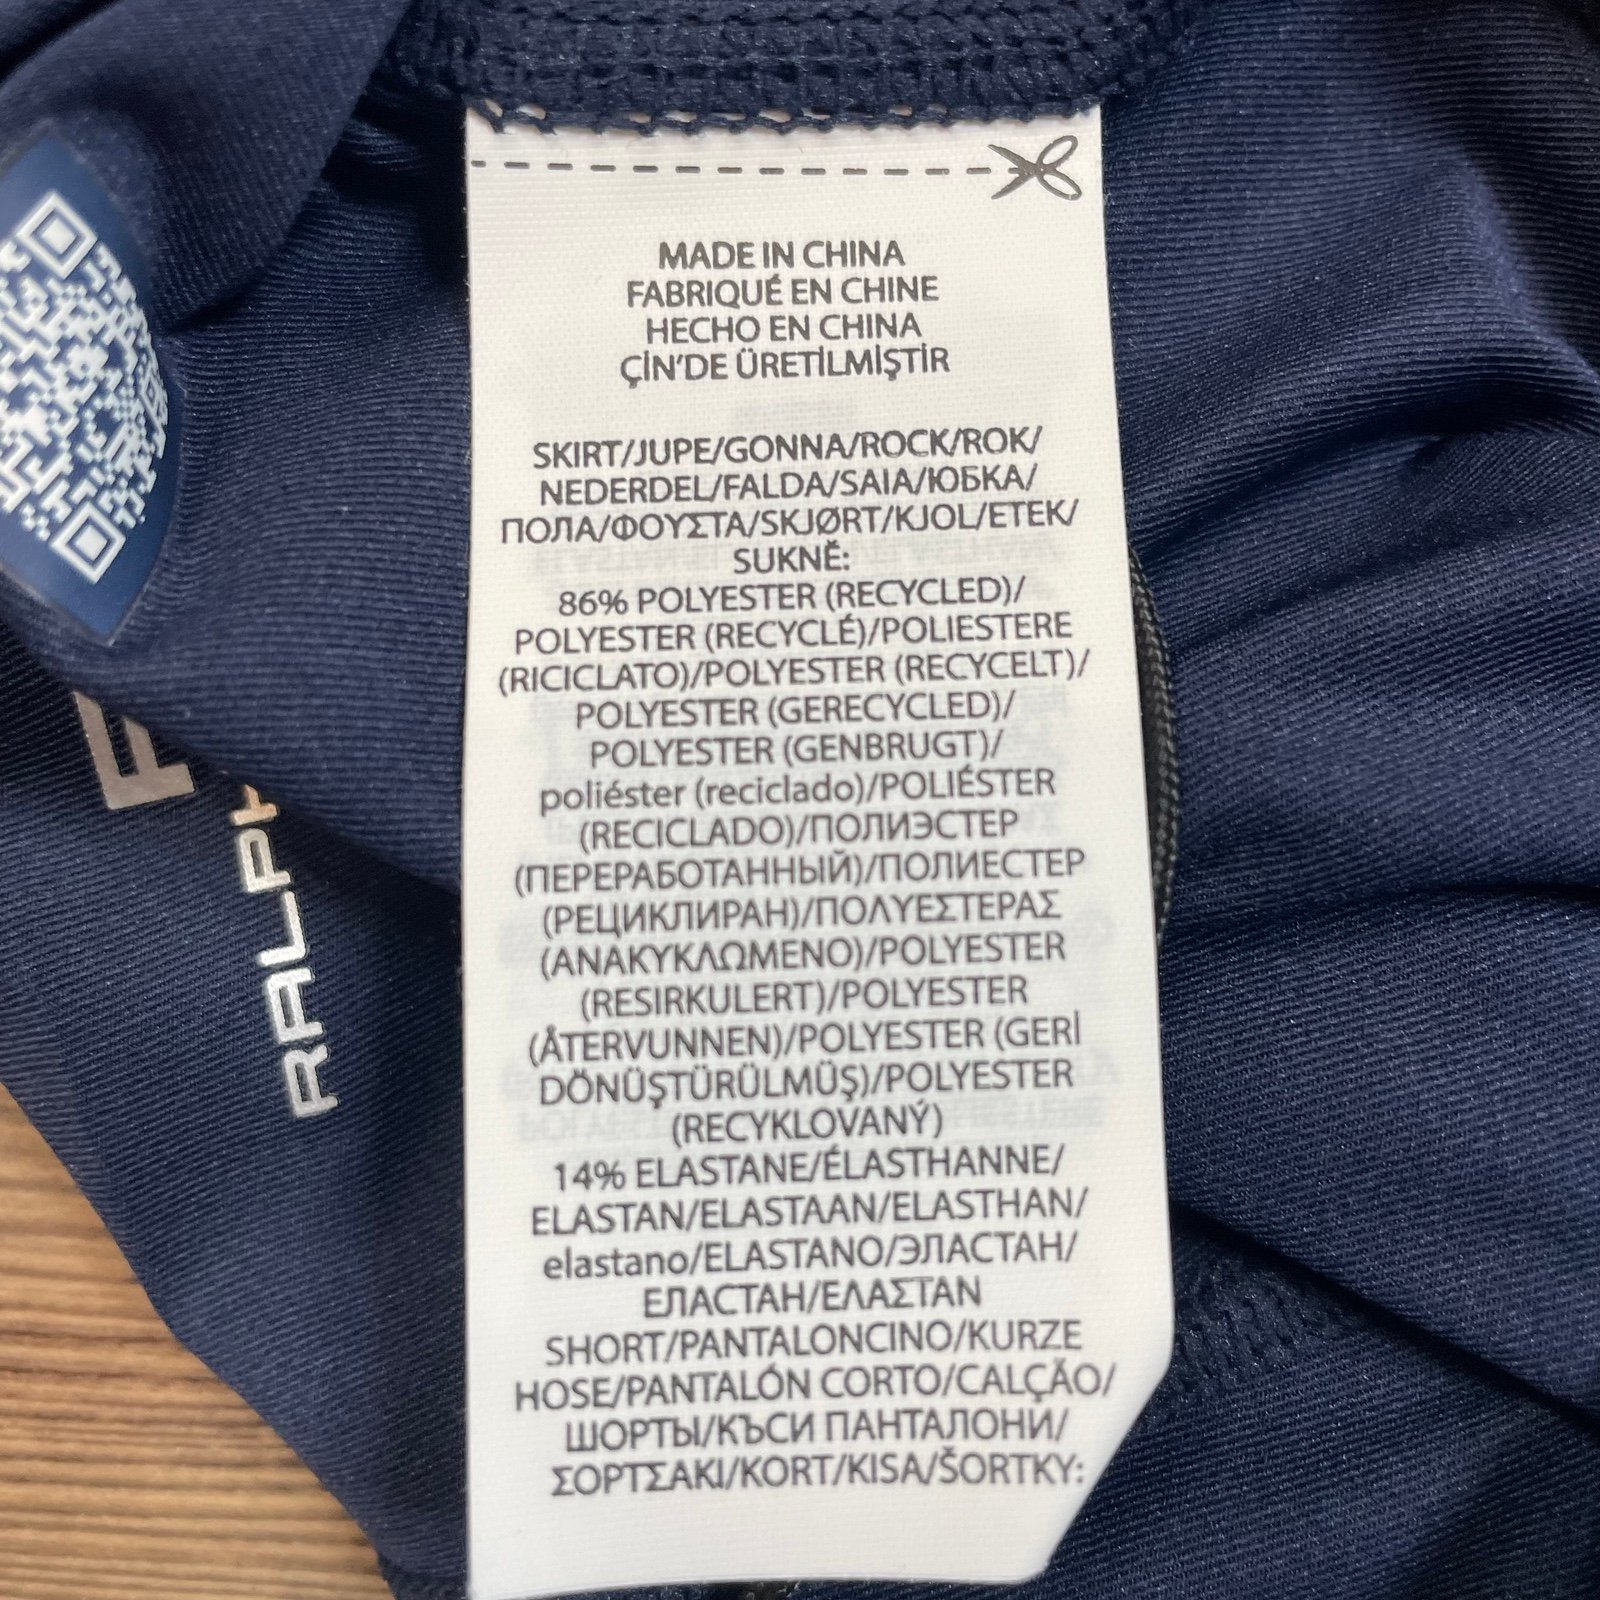 MADE IN CHINA
FABRIQUÉ EN CHINE
HECHO EN CHINA
ÇİN'DE ÜRETİLMİŞTİR
SKIRT/JUPE/GONNA/ROCK/ROK/
NEDERDEL/FALDA/SAIA/ЮБКА/
ПОЛА/ΦΟΥΣΤΑ/SKJØRT/KJOL/ETEK/
SUKNĚ:
86% POLYESTER (RECYCLED)/
POLYESTER (RECYCLÉ)/POLIESTERE
(RICICLATO)/POLYESTER (RECYCELT)/
POLYESTER (GERECYCLED)/
POLYESTER (GENBRUGT)/
poliéster (reciclado)/POLIÉSTER
(RECICLADO)/ПОЛИЭСТЕР
(ПЕРЕРАБОТАННЫЙ)/ПОЛИЕСТЕР
(РЕЦИКЛИРАН)/ΠΟΛΥΕΣΤΕΡΑΣ
(ΑΝΑΚΥΚΛΩΜΕΝΟ)/POLYESTER
(RESIRKULERT)/POLYESTER
(ÅTERVUNNEN)/POLYESTER (GERİ
DÖNÜŞTÜRÜLMÜŞ)/POLYESTER
(RECYKLOVANÝ)
14% ELASTANE/ÉLASTHANNE/
ELASTAN/ELASTAAN/ELASTHAN/
elastano/ELASTANO/ЭЛАСТАН/
ЕЛАСТАН/ΕΛΑΣΤΑΝ
SHORT/PANTALONCINO/KURZE
HOSE/PANTALÓN CORTO/CALÇÃO/
ШОРТЫ/КЪСИ ПАНТАЛОНИ/
ΣΟΡΤΣΑΚΙ/KORT/KISA/ŠORTKY:
RALPH